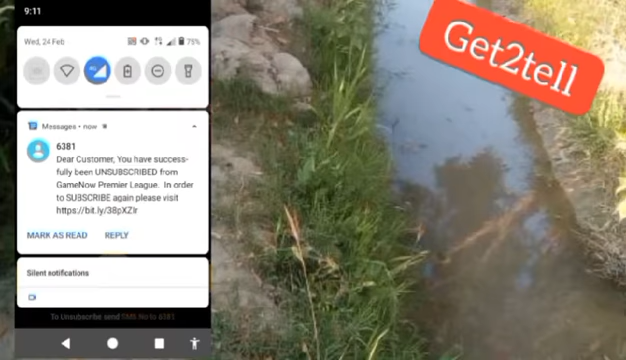 9:11
Get2tell
Wed, 24 Feb
75%
Messages • now
6381
Dear Customer, You have success-
fully been UNSUBSCRIBED from
GameNow Premier League. In order
to SUBSCRIBE again please visit
https://bit.ly/38pXZIr
MARK AS READ REPLY
Silent notifications
To Unsubscribe send SMS No to 6381